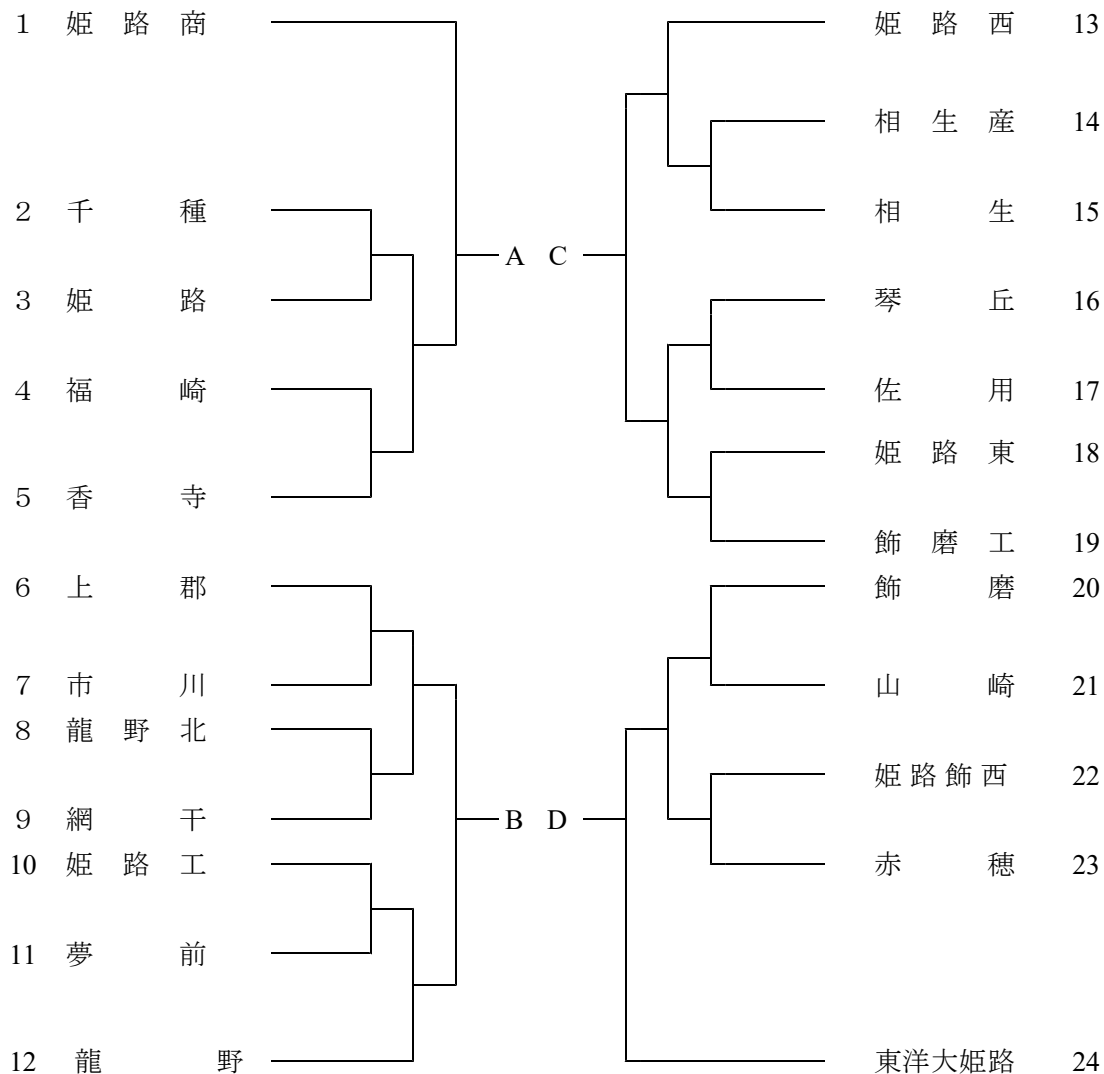 1 姫路商
2 千種
3 姫路
4 福崎
5 香寺
6 上郡
7 市川
8 龍野北
9 網干
10 姫路工
11 夢前
12 龍野
A C
B D
姫路西 13
相生産 14
相生 15
琴丘 16
佐用 17
姫路東 18
飾磨工 19
飾磨 20
山崎 21
姫路飾西 22
赤穂 23
東洋大姫路 24